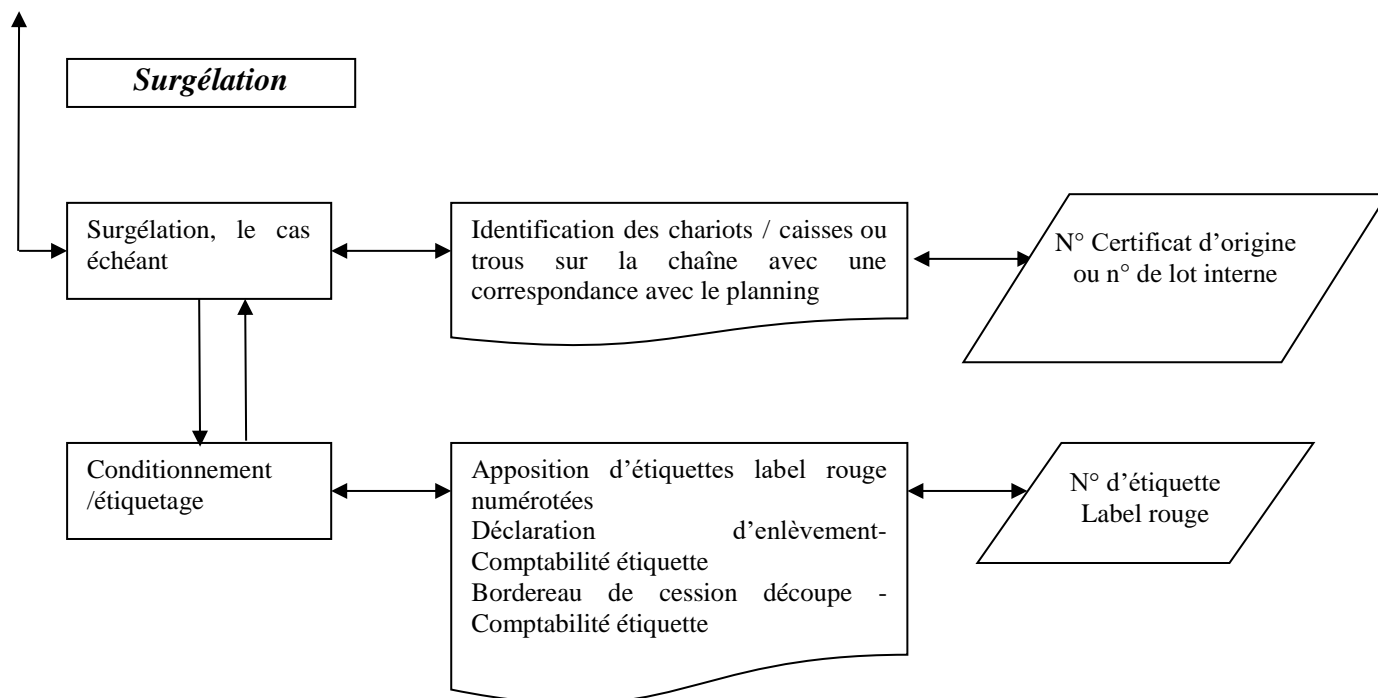 Surgélation
Surgélation, le cas
échéant
Identification des chariots / caisses ou
trous sur la chaîne avec une
correspondance avec le planning
N° Certificat d'origine
ou n° de lot interne
Conditionnement
/étiquetage
Apposition d'étiquettes label rouge
numérotées
Déclaration d'enlèvement-
Comptabilité étiquette
Bordereau de cession découpe -
Comptabilité étiquette
N° d'étiquette
Label rouge